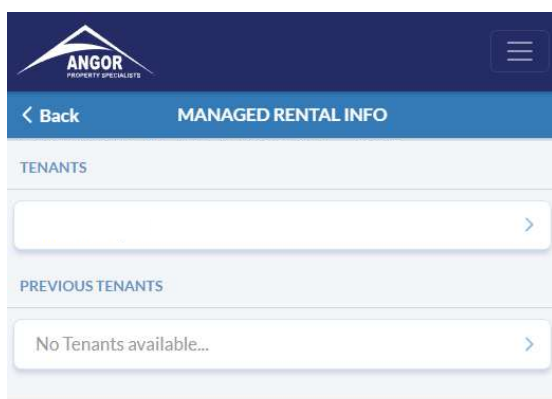 ANGOR
PROPERTY SPECIALISTS
Back
MANAGED RENTAL INFO
TENANTS
PREVIOUS TENANTS
No Tenants available...